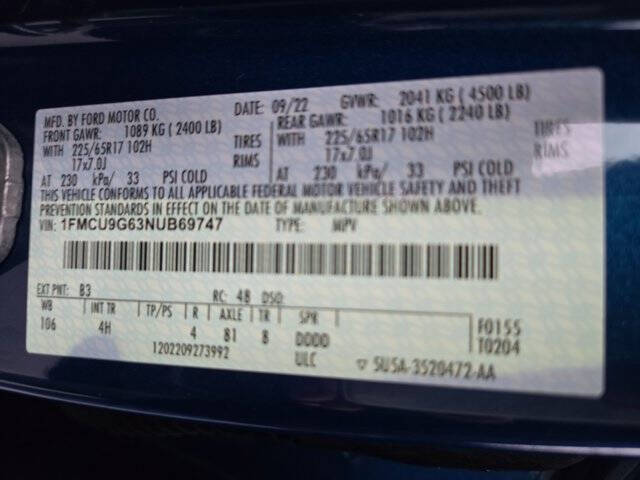 MFD. BY FORD MOTOR CO. DATE: 09/22 GVWR: 2041 KG ( 4500 LB)
FRONT GAWR: 1089 KG ( 2400 LB) REAR GAWR: 1016 KG ( 2240 LB)
WITH 225/65R17 102H TIRES WITH 225/65R17 102H TIRES
17x7.0J RIMS 17x7.0J RIMS
AT 230 kPa/ 33 PSI COLD AT 230 kPa/ 33 PSI COLD
THIS VEHICLE CONFORMS TO ALL APPLICABLE FEDERAL MOTOR VEHICLE SAFETY AND THEFT
PREVENTION STANDARDS IN EFFECT ON THE DATE OF MANUFACTURE SHOWN ABOVE.
VIN: 1FMCU9G63NUB69747 TYPE: MPV
EXT PNT: B3 RC: 48 DSO:
WB INT TR TP/PS R AXLE TR SPR F0155
106 4H 4 81 8 DDDD T0204
1202209273992 ULC ▽ 5U5A-3520472-AA